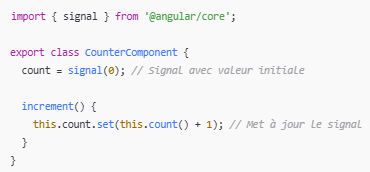 import { signal } from '@angular/core';
export class CounterComponent {
count = signal(0); // Signal avec valeur initiale
increment() {
this.count.set(this.count() + 1); // Met à jour le signal
}
}